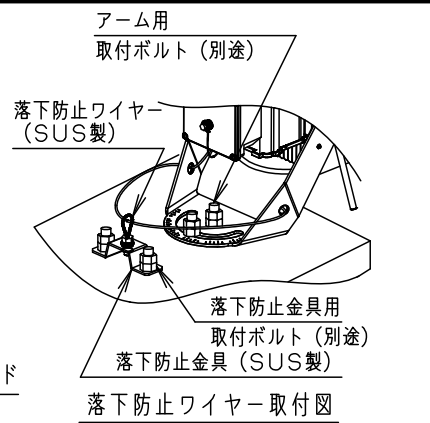 アーム用
取付ボルト（別途）
落下防止ワイヤー
（SUS製）
落下防止金具用
取付ボルト（別途）
落下防止金具（SUS製）
ド
落下防止ワイヤー取付図